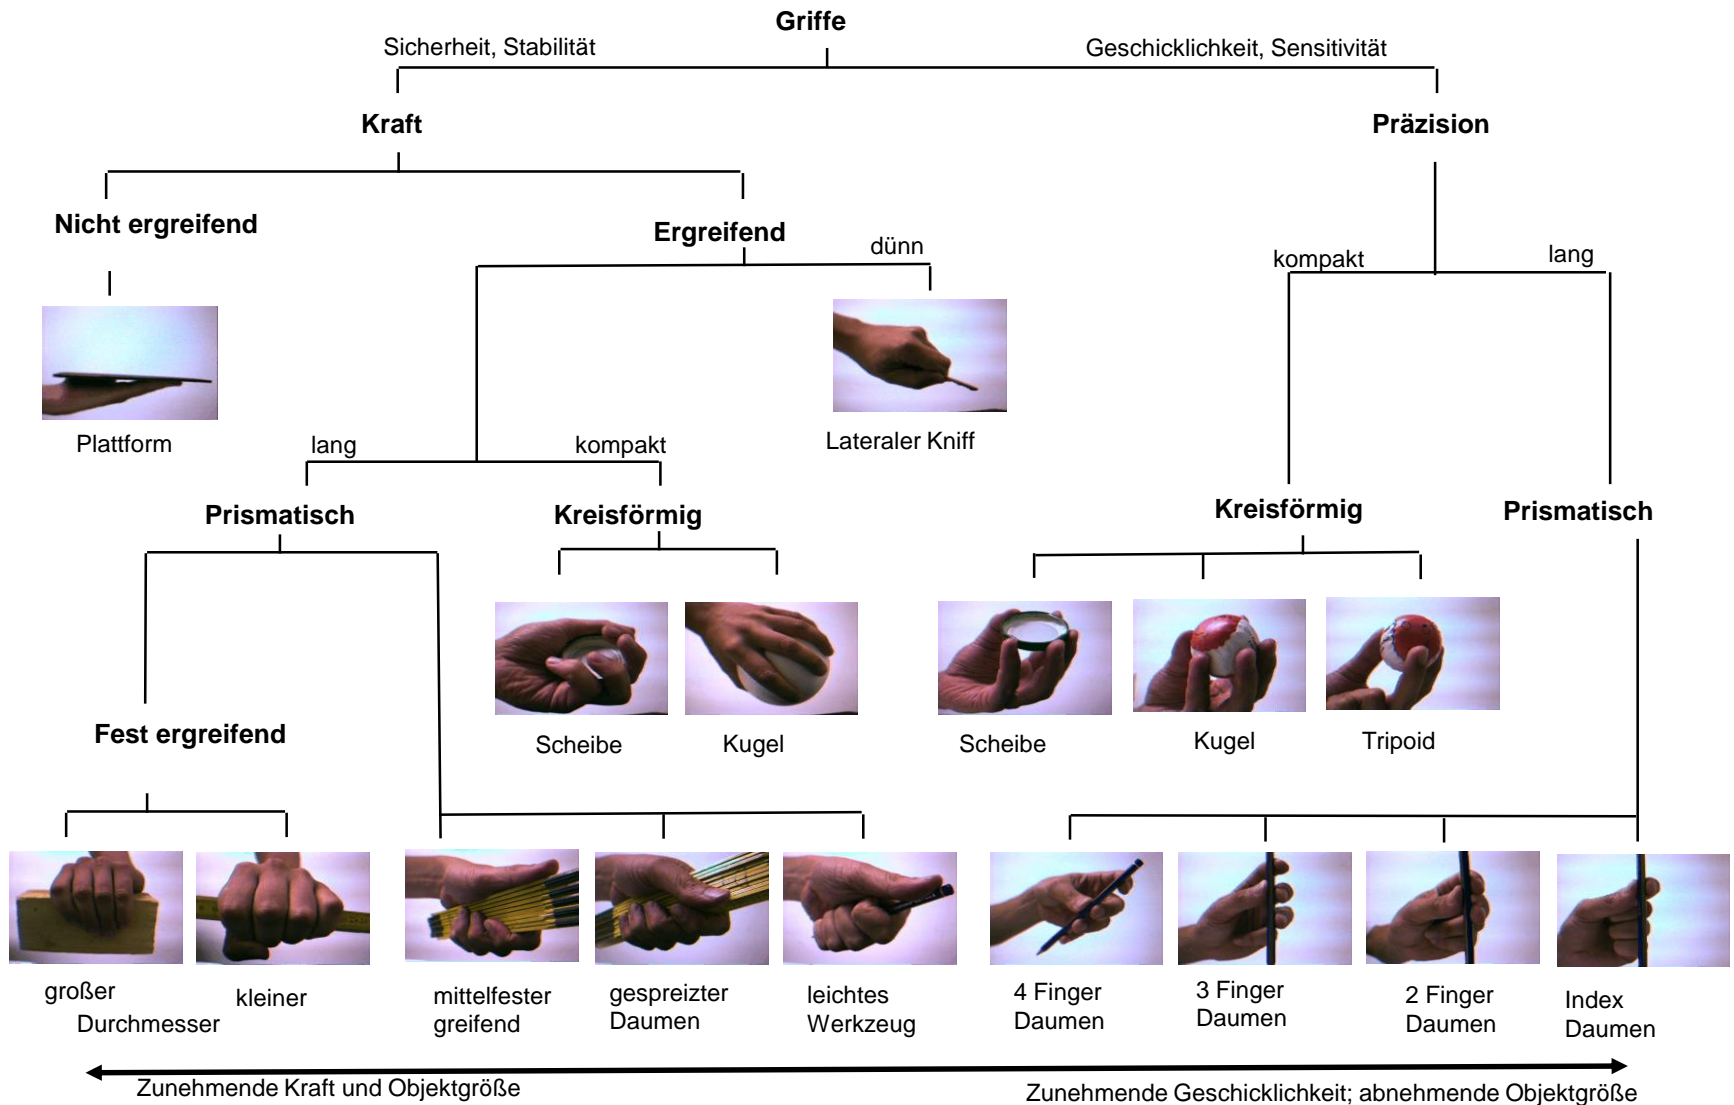 Griffe
Sicherheit, Stabilität
Geschicklichkeit, Sensitivität
Kraft
Präzision
Nicht ergreifend
Ergreifend
dünn
kompakt
lang
Plattform
lang
kompakt
Lateraler Kniff
Prismatisch
Kreisförmig
Kreisförmig
Prismatisch
Fest ergreifend
Scheibe
Kugel
Scheibe
Kugel
Tripoid
großer
Durchmesser
kleiner
mittelfester
greifend
gespreizter
Daumen
leichtes
Werkzeug
4 Finger
Daumen
3 Finger
Daumen
2 Finger
Daumen
Index
Daumen
Zunehmende Kraft und Objektgröße
Zunehmende Geschicklichkeit; abnehmende Objektgröße